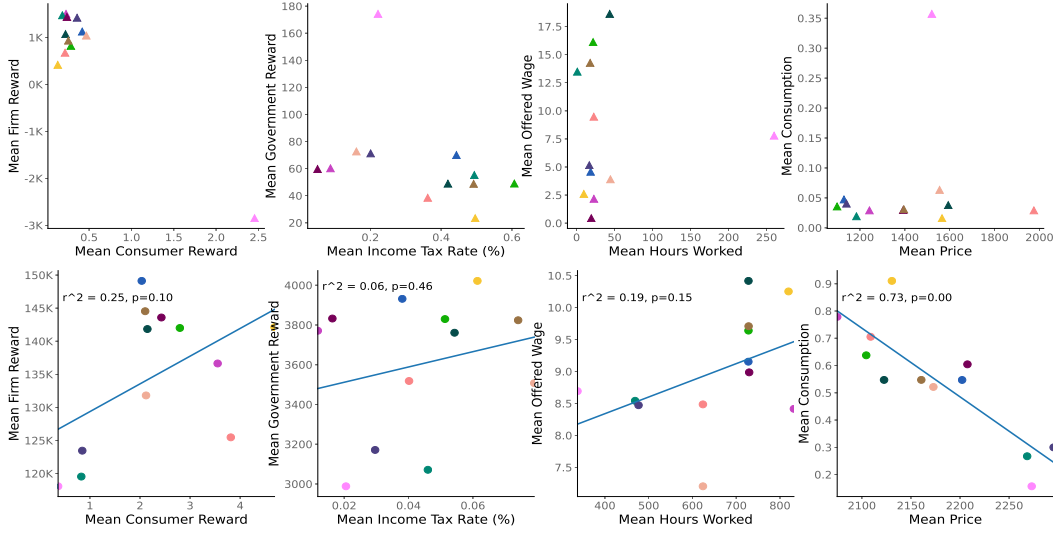 1K
0K
-1K
-2K
-3K
Mean Firm Reward
0.5 1.0 1.5 2.0 2.5
Mean Consumer Reward
180
160
140
120
100
80
60
40
20
Mean Government Reward
0.2 0.4 0.6
Mean Income Tax Rate (%)
17.5
15.0
12.5
10.0
7.5
5.0
2.5
0.0
Mean Offered Wage
0 50 100 150 200 250
Mean Hours Worked
0.35
0.30
0.25
0.20
0.15
0.10
0.05
0.00
Mean Consumption
1200 1400 1600 1800 2000
Mean Price
150K
145K
140K
135K
130K
125K
120K
Mean Firm Reward
r^2 = 0.25, p=0.10
1 2 3 4
Mean Consumer Reward
4000
3800
3600
3400
3200
3000
Mean Government Reward
r^2 = 0.06, p=0.46
0.02 0.04 0.06
Mean Income Tax Rate (%)
10.5
10.0
9.5
9.0
8.5
8.0
7.5
Mean Offered Wage
r^2 = 0.19, p=0.15
400 500 600 700 800
Mean Hours Worked
0.9
0.8
0.7
0.6
0.5
0.4
0.3
0.2
Mean Consumption
r^2 = 0.73, p=0.00
2100 2150 2200 2250
Mean Price